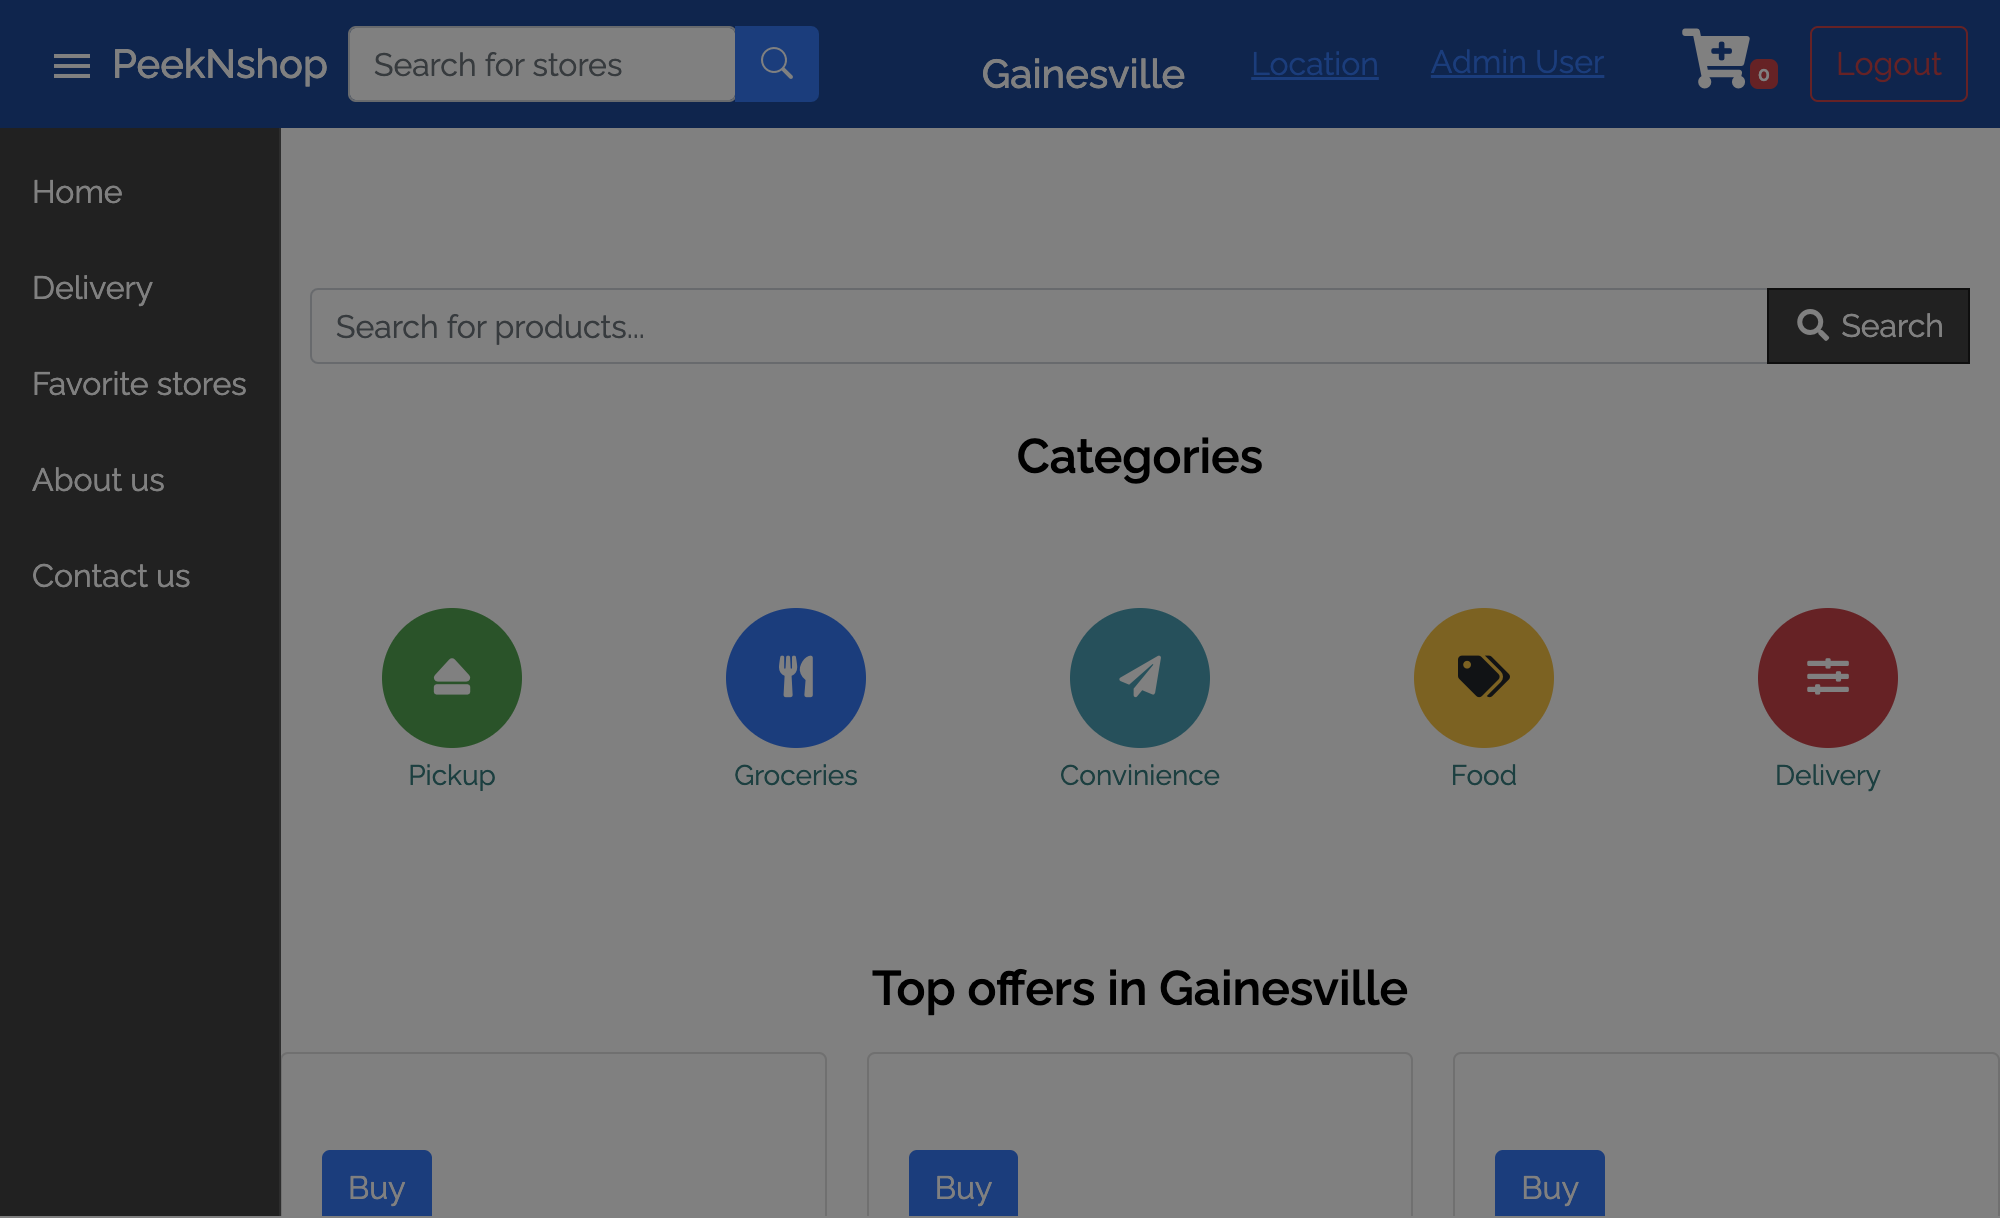 PeekNshop
Search for stores
Gainesville
Location
Admin User
0
Logout
Home
Delivery
Favorite stores
About us
Contact us
Search for products...
Search
Categories
Pickup
Groceries
Convinience
Food
Delivery
Top offers in Gainesville
Buy
Buy
Buy